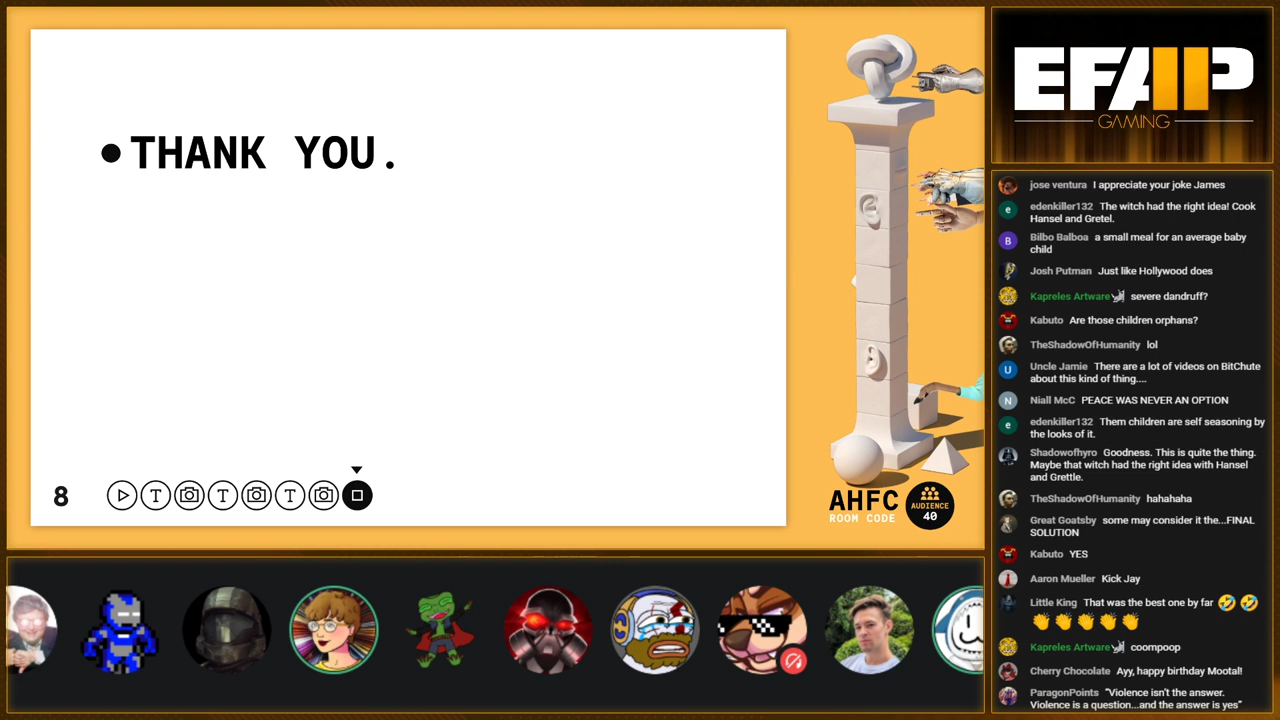 THANK YOU.
8
T
T
T
AHFC
ROOM CODE
AUDIENCE
40
EFAP
GAMING
jose ventura I appreciate your joke James
edenkiller132 The witch had the right idea! Cook
Hansel and Gretel.
B
Bilbo Balboa a small meal for an average baby
child
Josh Putman Just like Hollywood does
Kapreles Artware severe dandruff?
Kabuto Are those children orphans?
TheShadowOfHumanity lol
U
Uncle Jamie There are a lot of videos on BitChute
about this kind of thing....
N
Niall McC PEACE WAS NEVER AN OPTION
e
edenkiller132 Them children are self seasoning by
the looks of it.
Shadowofhyro Goodness. This is quite the thing.
Maybe that witch had the right idea with Hansel
and Grettle.
TheShadowOfHumanity hahahaha
Great Goatsby some may consider it the...FINAL
SOLUTION
Kabuto YES
Aaron Mueller Kick Jay
Little King That was the best one by far 🤣 🤣
👏 👏 👏 👏 👏
Kapreles Artware coompoop
Cherry Chocolate Ayy, happy birthday Mootal!
ParagonPoints “Violence isn't the answer.
Violence is a question...and the answer is yes”